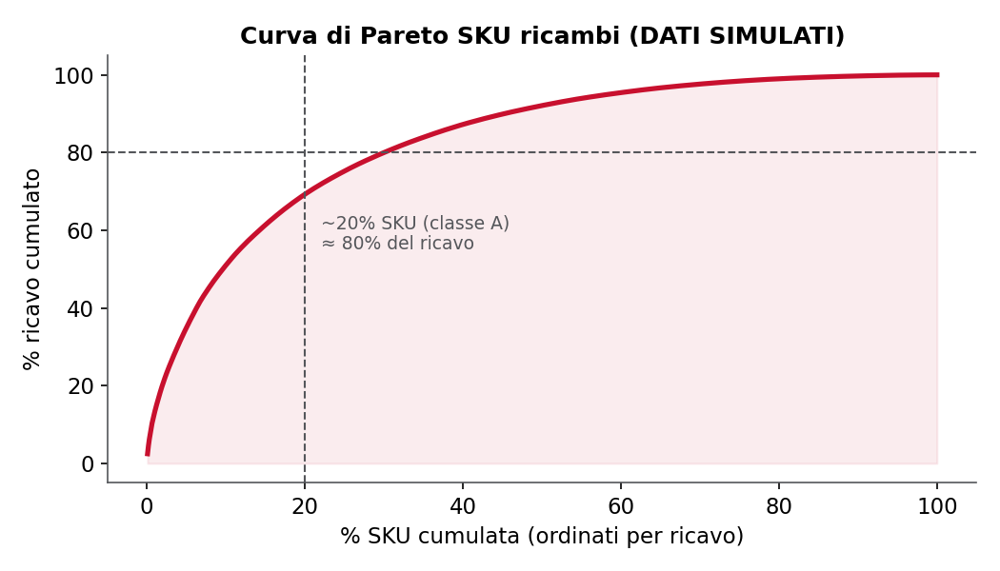 Curva di Pareto SKU ricambi (DATI SIMULATI)
% ricavo cumulato
100
80
60
40
20
0
~20% SKU (classe A)
≈ 80% del ricavo
0 20 40 60 80 100
% SKU cumulata (ordinati per ricavo)